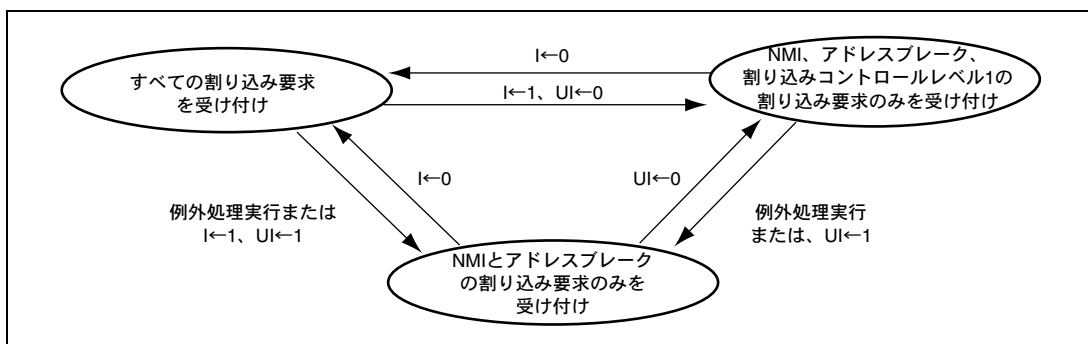 すべての割り込み要求
を受け付け
I←0
I←1、UI←0
NMI、アドレスブレーク、
割り込みコントロールレベル1の
割り込み要求のみを受け付け
例外処理実行または
I←1、UI←1
I←0
UI←0
例外処理実行
または、UI←1
NMIとアドレスブレーク
の割り込み要求のみを
受け付け